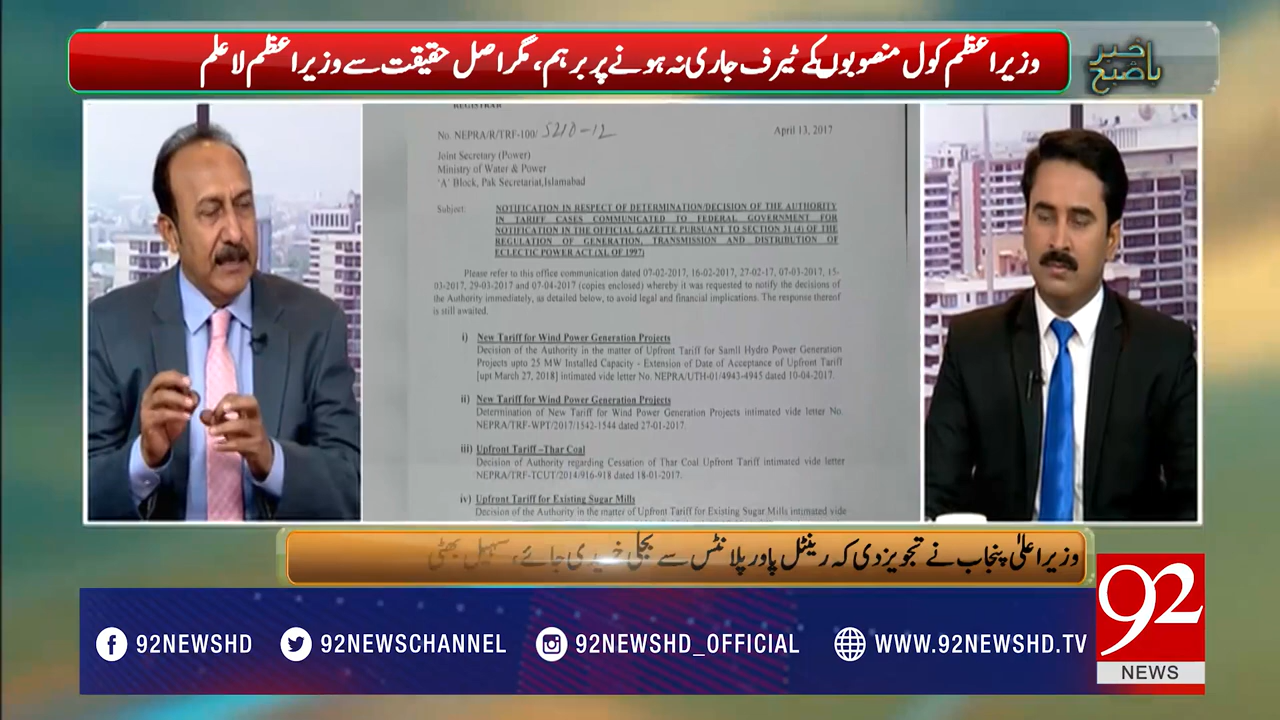 وزیراعظم کول منصوبوں کے ٹیرف جاری نہ ہونے پر برہم، مگر اصل حقیقت سے وزیراعظم لاعلم
باخبر
صبح
REGISTRAR
No. NEPRA/R/TRF-100/ 5210-12 April 13, 2017
Joint Secretary (Power)
Ministry of Water & Power
'A' Block, Pak Secretariat,Islamabad
Subject: NOTIFICATION IN RESPECT OF DETERMINATION/DECISION OF THE AUTHORITY
IN TARIFF CASES COMMUNICATED TO FEDERAL GOVERNMENT FOR
NOTIFICATION IN THE OFFICIAL GAZETTE PURSUANT TO SECTION 31 (4) OF THE
REGULATION OF GENERATION, TRANSMISSION AND DISTRIBUTION OF
ECLECTIC POWER ACT (XL OF 1997)
Please refer to this office communication dated 07-02-2017, 16-02-2017, 27-02-17, 07-03-2017, 15-
03-2017, 29-03-2017 and 07-04-2017 (copies enclosed) whereby it was requested to notify the decisions of
the Authority immediately, as detailed below, to avoid legal and financial implications. The response thereof
is still awaited.
i) New Tariff for Wind Power Generation Projects
Decision of the Authority in the matter of Upfront Tariff for Samll Hydro Power Generation
Projects upto 25 MW Installed Capacity - Extension of Date of Acceptance of Upfront Tariff
[upt March 27, 2018] intimated vide letter No. NEPRA/UTH-01/4943-4945 dated 10-04-2017.
ii) New Tariff for Wind Power Generation Projects
Determination of New Tariff for Wind Power Generation Projects intimated vide letter No.
NEPRA/TRF-WPT/2017/1542-1544 dated 27-01-2017.
iii) Upfront Tariff –Thar Coal
Decision of Authority regarding Cessation of Thar Coal Upfront Tariff intimated vide letter
NEPRA/TRF-TCUT/2014/916-918 dated 18-01-2017.
iv) Upfront Tariff for Existing Sugar Mills
Decision of the Authority in the matter of Upfront Tariff for Existing Sugar Mills intimated vide
وزیراعلیٰ پنجاب نے تجویز دی کہ رینٹل پاور پلانٹس سے بجلی خریدی جائے، سہیل بھٹی
92NEWSHD 92NEWSCHANNEL 92NEWSHD_OFFICIAL WWW.92NEWSHD.TV
92
NEWS